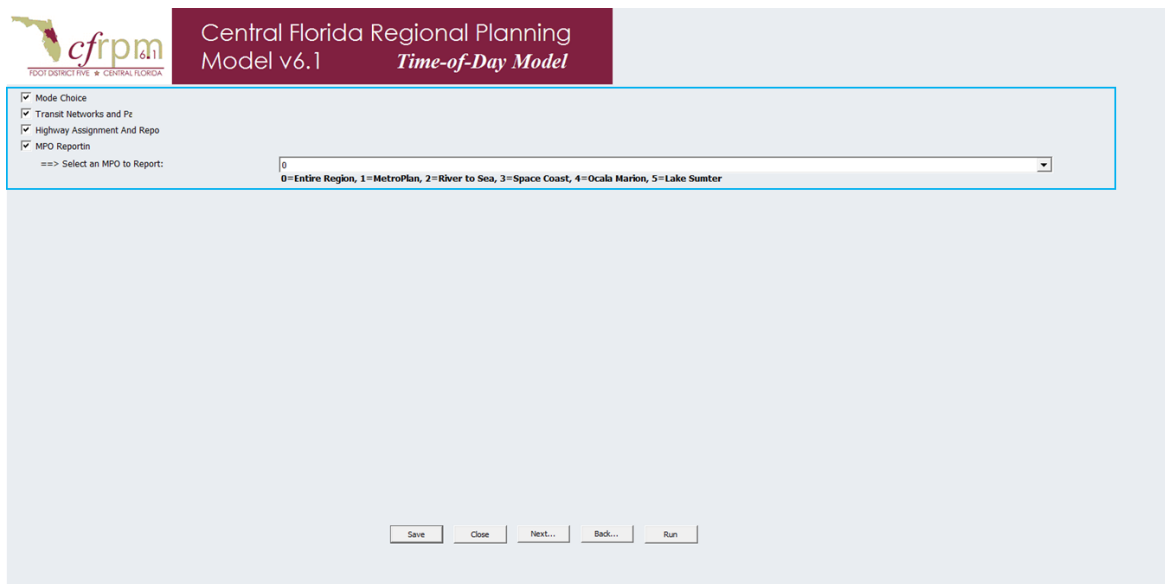 cfrpm 6.1
FDOT DISTRICT FIVE ★ CENTRAL FLORIDA
Central Florida Regional Planning
Model v6.1 Time-of-Day Model
Mode Choice
Transit Networks and Pa
Highway Assignment And Repo
MPO Reportin
==> Select an MPO to Report:
0
0=Entire Region, 1=MetroPlan, 2=River to Sea, 3=Space Coast, 4=Ocala Marion, 5=Lake Sumter
Save Close Next... Back... Run